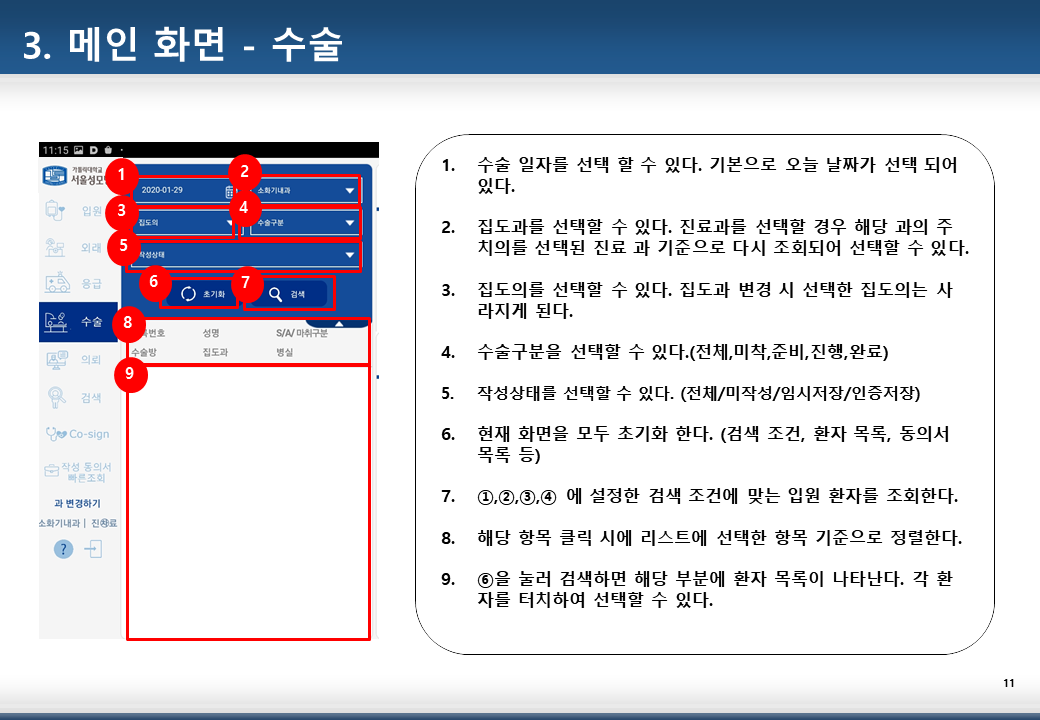 3. 메인 화면 - 수술
11:15
가톨릭대학교
서울성모
입원
외래
응급
수술
의뢰
검색
Co-sign
작성 동의서
빠른조회
과 변경하기
소화기내과 | 진료
?
1
2
2020-01-29
소화기내과
3
4
집도의
수술구분
5
작성상태
6
7
초기화
검색
8
번호
성명
S/A/ 마취구분
수술방
집도과
병실
9
1. 수술 일자를 선택 할 수 있다. 기본으로 오늘 날짜가 선택 되어
있다.
2. 집도과를 선택할 수 있다. 진료과를 선택할 경우 해당 과의 주
치의를 선택된 진료 과 기준으로 다시 조회되어 선택할 수 있다.
3. 집도의를 선택할 수 있다. 집도과 변경 시 선택한 집도의는 사
라지게 된다.
4. 수술구분을 선택할 수 있다.(전체,미착,준비,진행,완료)
5. 작성상태를 선택할 수 있다. (전체/미작성/임시저장/인증저장)
6. 현재 화면을 모두 초기화 한다. (검색 조건, 환자 목록, 동의서
목록 등)
7. ①,②,③,④ 에 설정한 검색 조건에 맞는 입원 환자를 조회한다.
8. 해당 항목 클릭 시에 리스트에 선택한 항목 기준으로 정렬한다.
9. ⑥을 눌러 검색하면 해당 부분에 환자 목록이 나타난다. 각 환
자를 터치하여 선택할 수 있다.
11